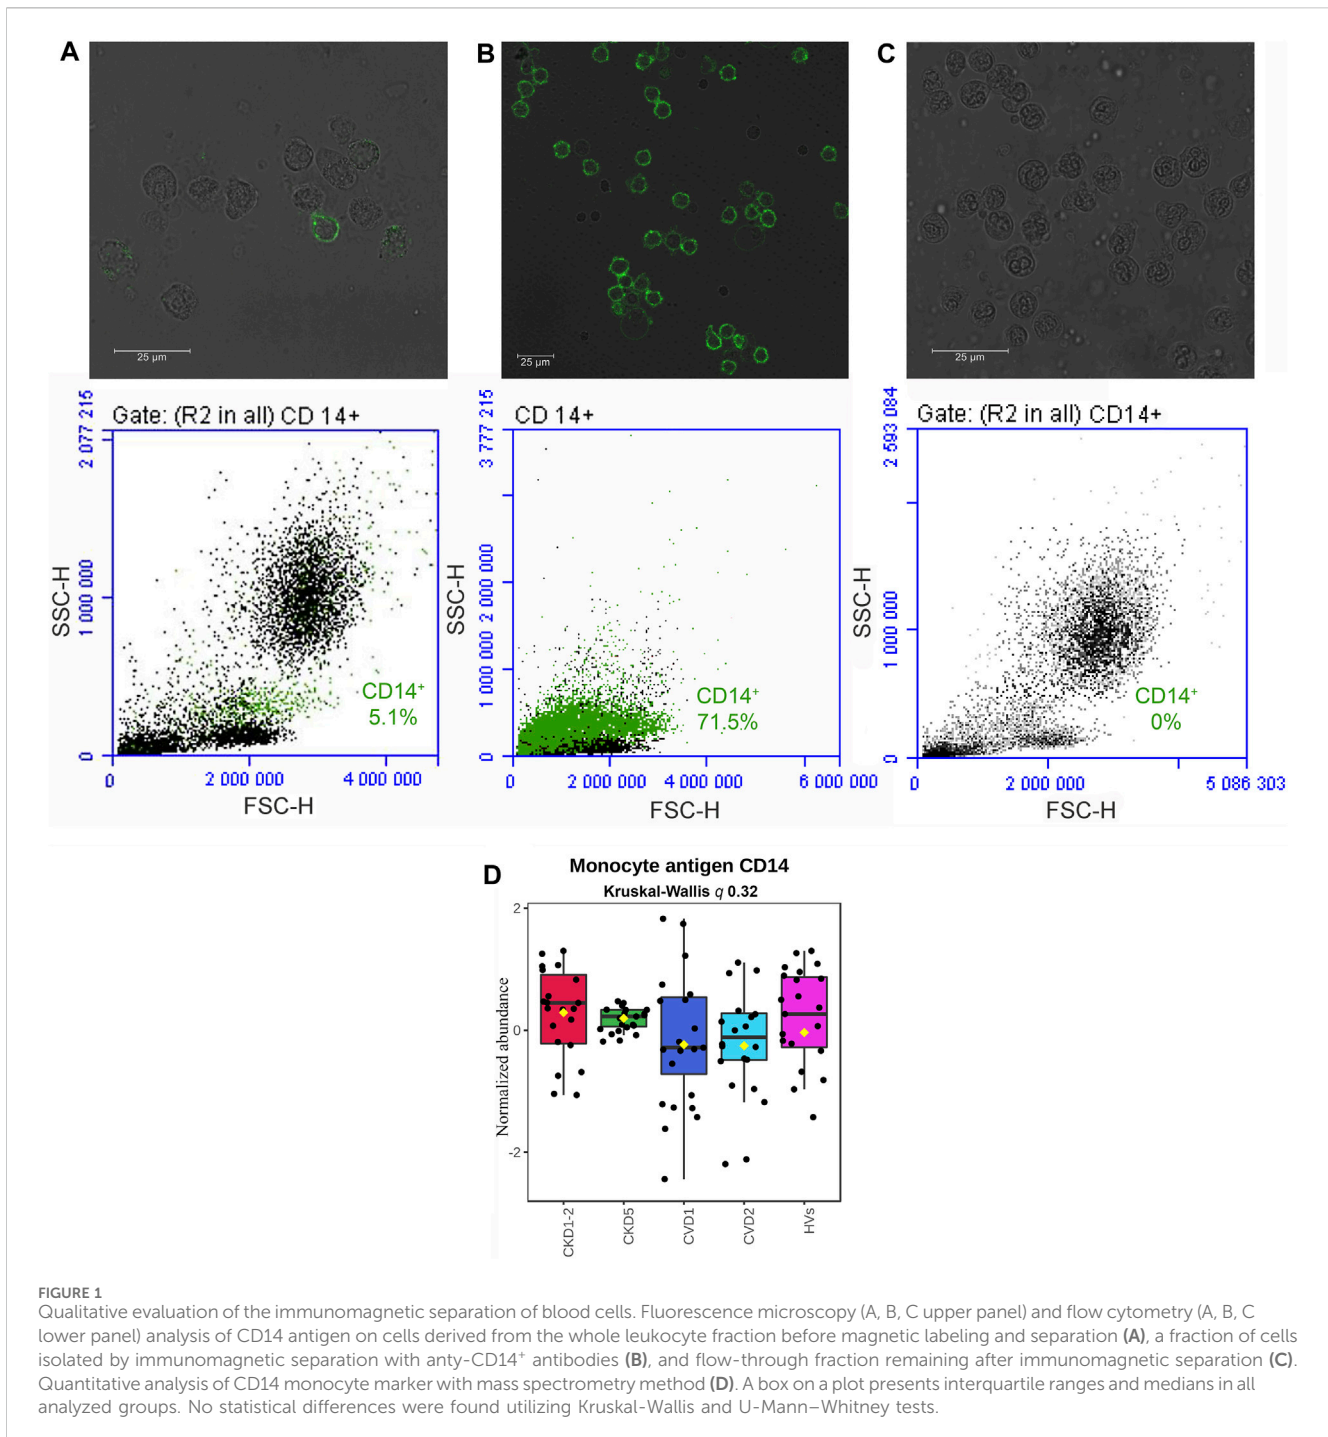 A
B
C
25 µm
25 µm
25 µm
Gate: (R2 in all) CD 14+
2 077 215
1 000 000
0
SSC-H
CD14+
5.1%
0
2 000 000
4 000 000
FSC-H
CD 14+
3 777 215
2 000 000
1 000 000
0
SSC-H
CD14+
71.5%
0
2 000 000
4 000 000
6 000 000
FSC-H
Gate: (R2 in all) CD14+
2 593 084
1 000 000
0
SSC-H
CD14+
0%
0
2 000 000
5 086 303
FSC-H
D
Monocyte antigen CD14
Kruskal-Wallis q 0.32
Normalized abundance
2
0
-2
CKD1-2
CKD5
CVD1
CVD2
HVs
FIGURE 1
Qualitative evaluation of the immunomagnetic separation of blood cells. Fluorescence microscopy (A, B, C upper panel) and flow cytometry (A, B, C
lower panel) analysis of CD14 antigen on cells derived from the whole leukocyte fraction before magnetic labeling and separation (A), a fraction of cells
isolated by immunomagnetic separation with anty-CD14+ antibodies (B), and flow-through fraction remaining after immunomagnetic separation (C).
Quantitative analysis of CD14 monocyte marker with mass spectrometry method (D). A box on a plot presents interquartile ranges and medians in all
analyzed groups. No statistical differences were found utilizing Kruskal-Wallis and U-Mann–Whitney tests.